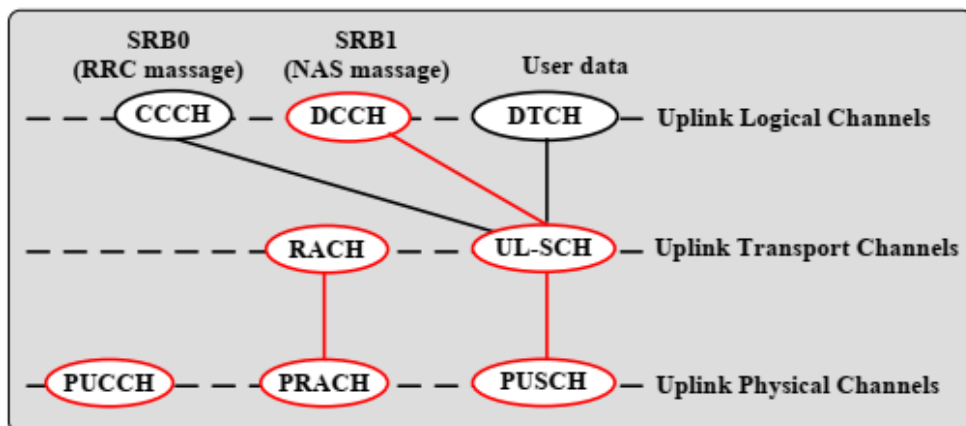 SRB0
(RRC massage)
SRB1
(NAS massage)
User data
CCCH
DCCH
DTCH
Uplink Logical Channels
RACH
UL-SCH
Uplink Transport Channels
PUCCH
PRACH
PUSCH
Uplink Physical Channels